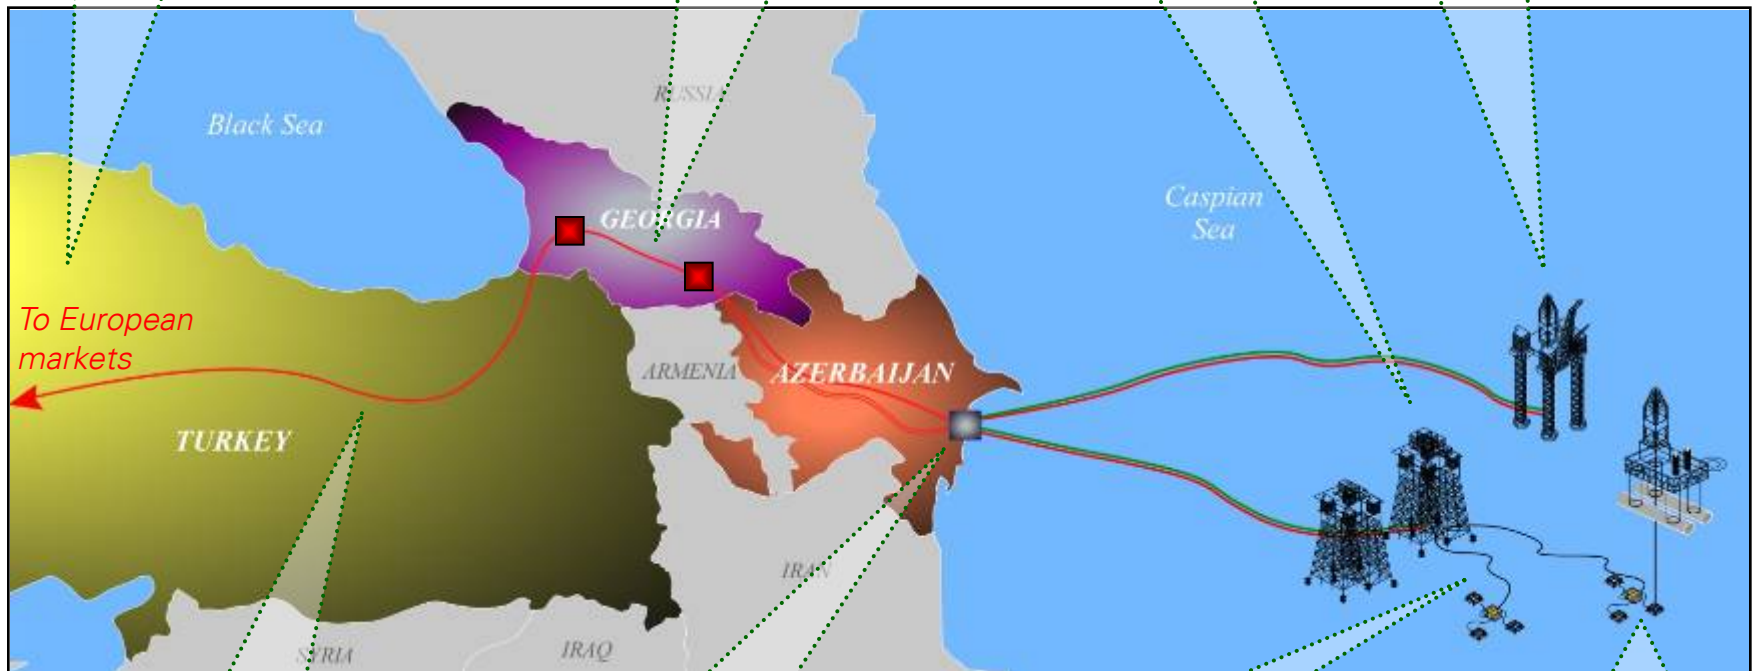 RUSSIA
Black Sea
Caspian
Sea
GEORGIA
To European
markets
ARMENIA
AZERBAIJAN
TURKEY
IRAN
SYRIA
IRAQ